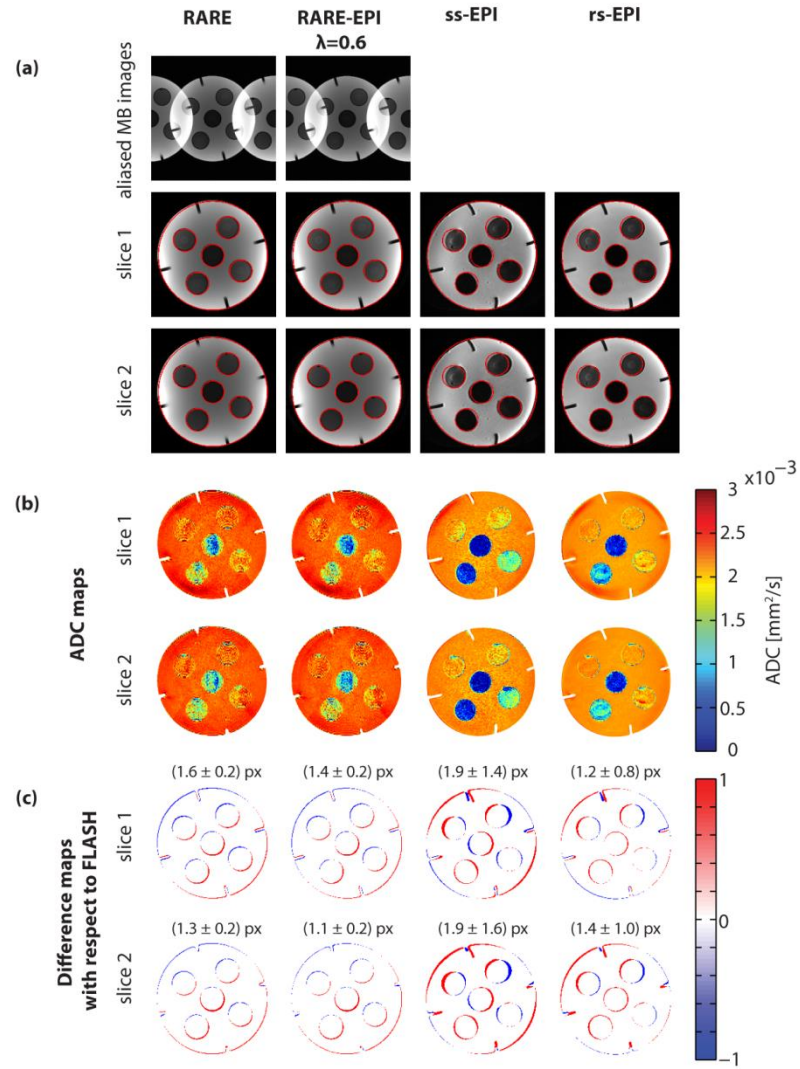 RARE RARE-EPI ss-EPI rs-EPI
λ=0.6
(a)
aliased MB images
slice 1
slice 2
(b)
ADC maps
slice 1
slice 2
×10⁻³
3
2.5
2
1.5
1
0.5
0
ADC [mm²/s]
(c)
Difference maps
with respect to FLASH
(1.6 ± 0.2) px (1.4 ± 0.2) px (1.9 ± 1.4) px (1.2 ± 0.8) px
slice 1
(1.3 ± 0.2) px (1.1 ± 0.2) px (1.9 ± 1.6) px (1.4 ± 1.0) px
slice 2
1
0
−1